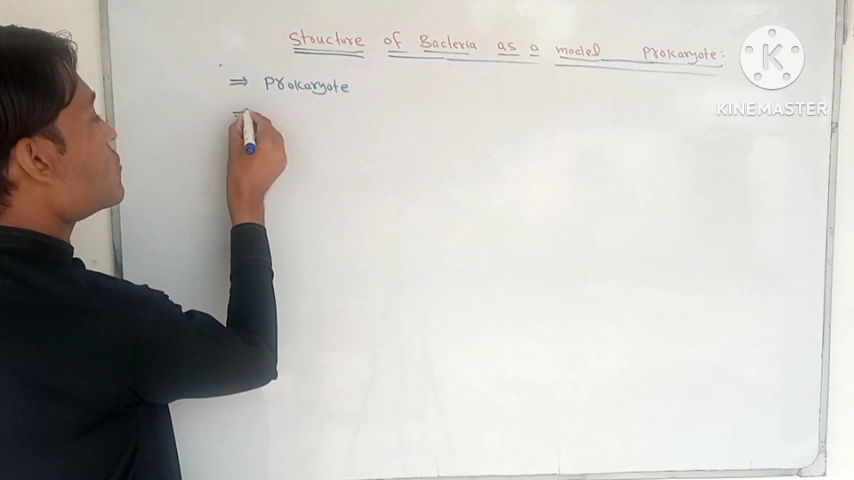 Structure of Bacteria as a model prokaryote:
⇒ Prokaryote
K
KINEMASTER